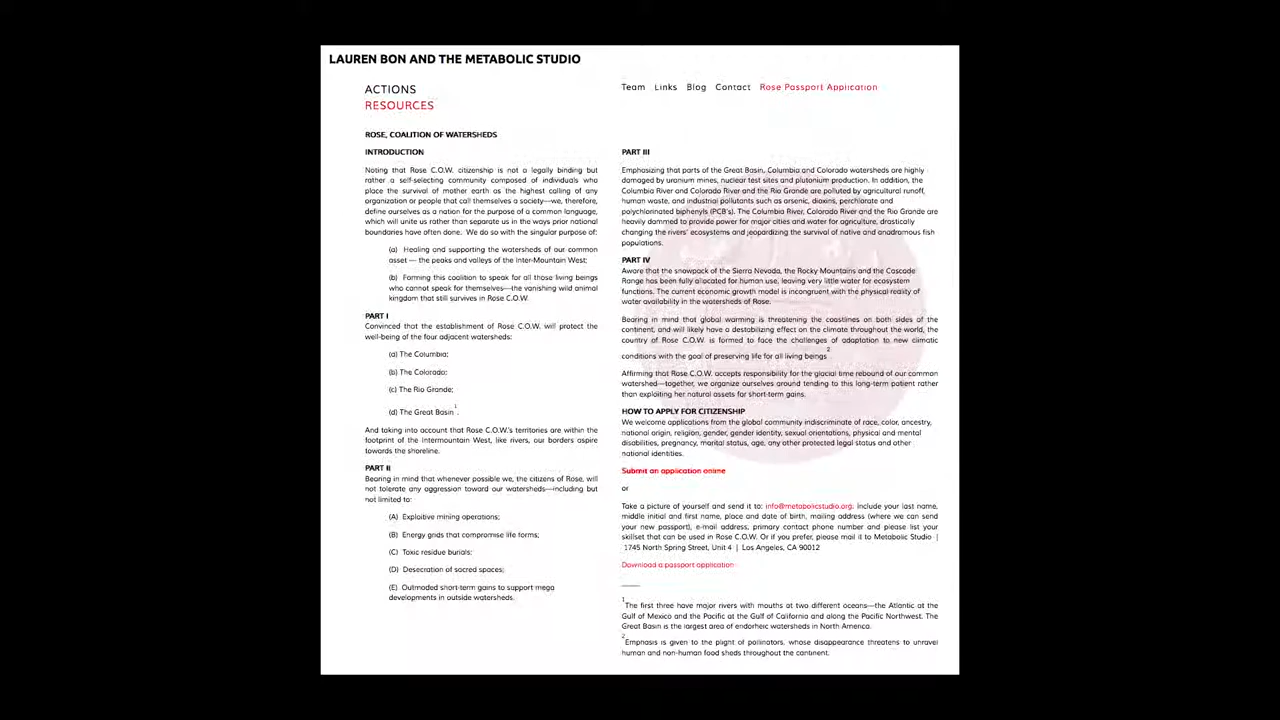 LAUREN BON AND THE METABOLIC STUDIO
ACTIONS
RESOURCES
Team Links Blog Contact Rose Passport Application
ROSE, COALITION OF WATERSHEDS
INTRODUCTION
Noting that Rose C.O.W. citizenship is not a legally binding but
rather a self-selecting community composed of individuals who
place the survival of mother earth as the highest calling of any
organization or people that call themselves a society—we, therefore,
define ourselves as a nation for the purpose of a common language,
which will unite us rather than separate us in the ways prior national
boundaries have often done. We do so with the singular purpose of:
(a) Healing and supporting the watersheds of our common
asset — the peaks and valleys of the Inter-Mountain West;
(b) Forming this coalition to speak for all those living beings
who cannot speak for themselves—the vanishing wild animal
kingdom that still survives in Rose C.O.W.
PART I
Convinced that the establishment of Rose C.O.W. will protect the
well-being of the four adjacent watersheds:
(a) The Columbia;
(b) The Colorado;
(c) The Rio Grande;
(d) The Great Basin 1.
And taking into account that Rose C.O.W.'s territories are within the
footprint of the Intermountain West, like rivers, our borders aspire
towards the shoreline.
PART II
Bearing in mind that whenever possible we, the citizens of Rose, will
not tolerate any aggression toward our watersheds—including but
not limited to:
(A) Exploitive mining operations;
(B) Energy grids that compromise life forms;
(C) Toxic residue burials;
(D) Desecration of sacred spaces;
(E) Outmoded short-term gains to support mega
developments in outside watersheds.
PART III
Emphasizing that parts of the Great Basin, Columbia and Colorado watersheds are highly
damaged by uranium mines, nuclear test sites and plutonium production. In addition, the
Columbia River and Colorado River and the Rio Grande are polluted by agricultural runoff,
human waste, and industrial pollutants such as arsenic, dioxins, perchlorate and
polychlorinated biphenyls (PCB's). The Columbia River, Colorado River and the Rio Grande are
heavily dammed to provide power for major cities and water for agriculture, drastically
changing the rivers' ecosystems and jeopardizing the survival of native and anadromous fish
populations.
PART IV
Aware that the snowpack of the Sierra Nevada, the Rocky Mountains and the Cascade
Range has been fully allocated for human use, leaving very little water for ecosystem
functions. The current economic growth model is incongruent with the physical reality of
water availability in the watersheds of Rose.
Bearing in mind that global warming is threatening the coastlines on both sides of the
continent, and will likely have a destabilizing effect on the climate throughout the world, the
country of Rose C.O.W. is formed to face the challenges of adaptation to new climatic
conditions with the goal of preserving life for all living beings 2
Affirming that Rose C.O.W. accepts responsibility for the glacial time rebound of our common
watershed—together, we organize ourselves around tending to this long-term patient rather
than exploiting her natural assets for short-term gains.
HOW TO APPLY FOR CITIZENSHIP
We welcome applications from the global community indiscriminate of race, color, ancestry,
national origin, religion, gender, gender identity, sexual orientations, physical and mental
disabilities, pregnancy, marital status, age, any other protected legal status and other
national identities.
Submit an application online
or
Take a picture of yourself and send it to: info@metabolicstudio.org. Include your last name,
middle initial and first name, place and date of birth, mailing address (where we can send
your new passport), e-mail address, primary contact phone number and please list your
skillset that can be used in Rose C.O.W. Or if you prefer, please mail it to Metabolic Studio |
1745 North Spring Street, Unit 4 | Los Angeles, CA 90012
Download a passport application
1 The first three have major rivers with mouths at two different oceans—the Atlantic at the
Gulf of Mexico and the Pacific at the Gulf of California and along the Pacific Northwest. The
Great Basin is the largest area of endorheic watersheds in North America.
2 Emphasis is given to the plight of pollinators, whose disappearance threatens to unravel
human and non-human food sheds throughout the continent.